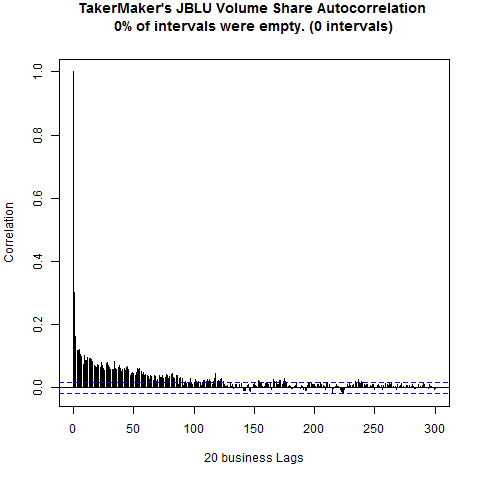 TakerMaker's JBLU Volume Share Autocorrelation
0% of intervals were empty. (0 intervals)
1.0
0.8
0.6
0.4
0.2
0.0
Correlation
0 50 100 150 200 250 300
20 business Lags